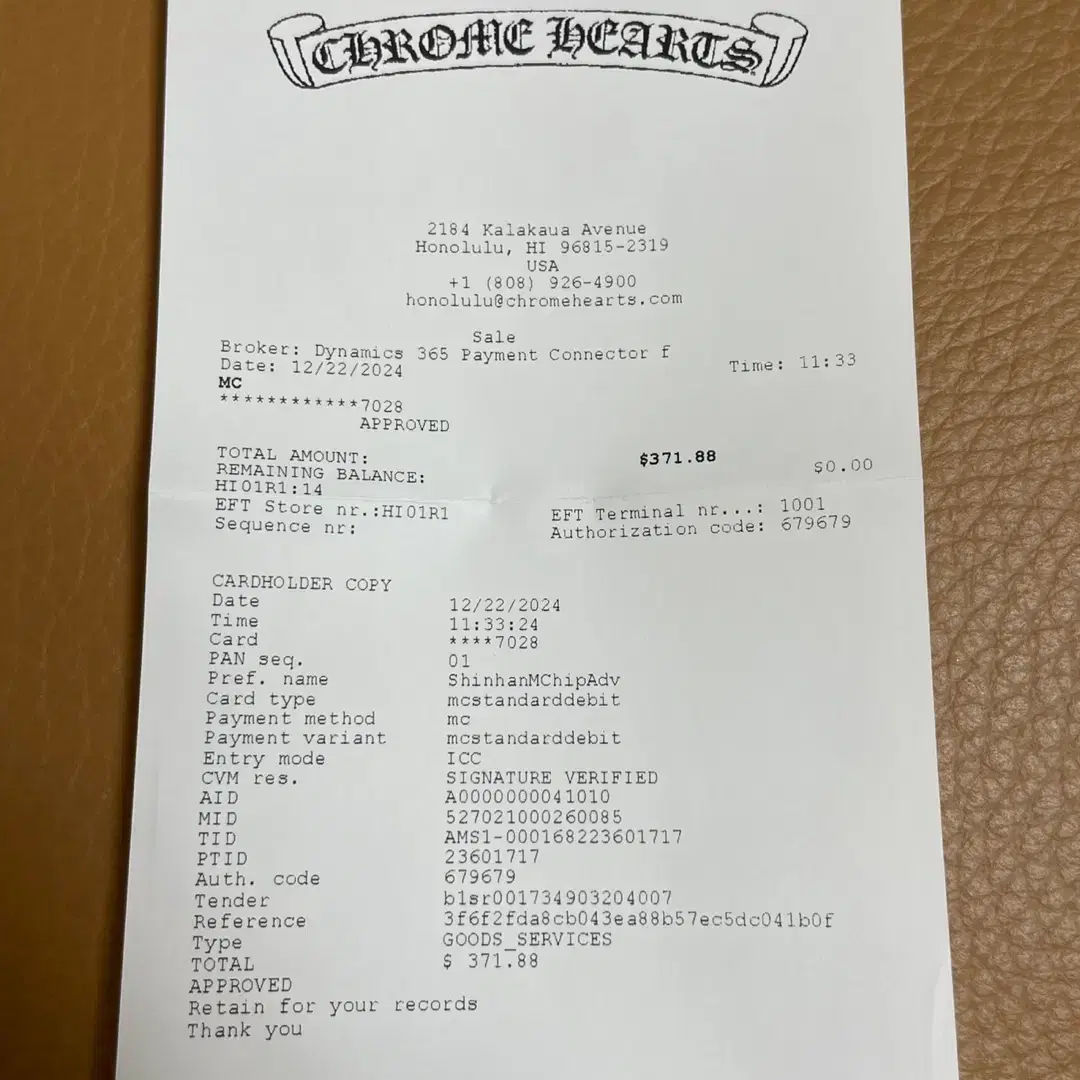 CHROME HEARTS
2184 Kalakaua Avenue
Honolulu, HI 96815-2319
USA
+1 (808) 926-4900
honolulu@chromehearts.com
Sale
Broker: Dynamics 365 Payment Connector f
Date: 12/22/2024 Time: 11:33
MC
************7028
APPROVED
TOTAL AMOUNT: $371.88
REMAINING BALANCE: $0.00
HI01R1:14
EFT Store nr.:HI01R1 EFT Terminal nr...: 1001
Sequence nr: Authorization code: 679679
CARDHOLDER COPY
Date 12/22/2024
Time 11:33:24
Card ****7028
PAN seq. 01
Pref. name ShinhanMChipAdv
Card type mcstandarddebit
Payment method mc
Payment variant mcstandarddebit
Entry mode ICC
CVM res. SIGNATURE VERIFIED
AID A0000000041010
MID 527021000260085
TID AMS1-000168223601717
PTID 23601717
Auth. code 679679
Tender b1sr001734903204007
Reference 3f6f2fda8cb043ea88b57ec5dc041b0f
Type GOODS_SERVICES
TOTAL $ 371.88
APPROVED
Retain for your records
Thank you